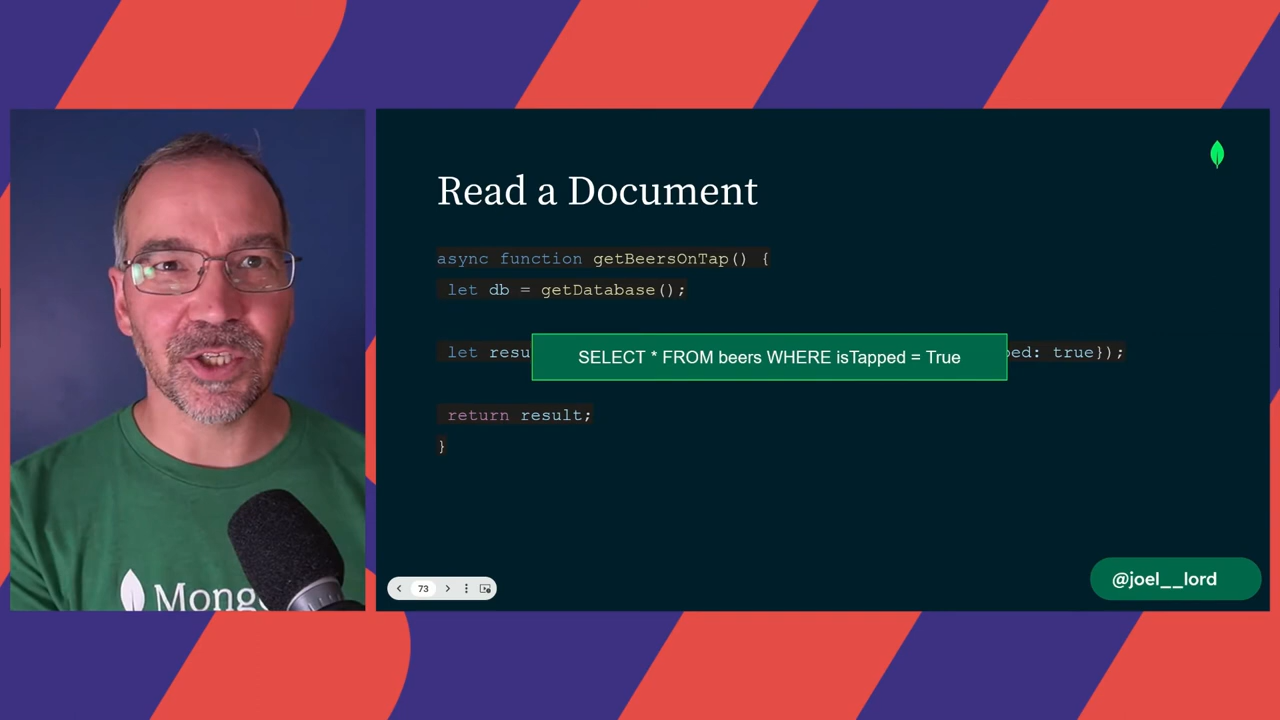 Read a Document
async function getBeersOnTap() {
let db = getDatabase();
let resu
SELECT * FROM beers WHERE isTapped = True
ed: true});
return result;
}
Mong
73
@joel__lord